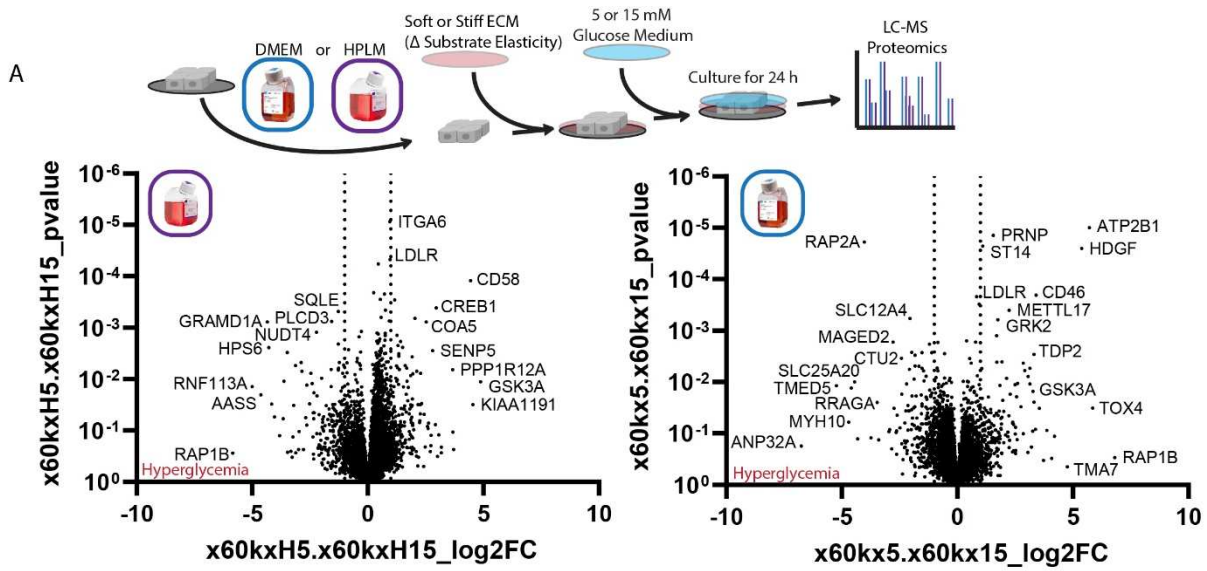 A
DMEM or HPLM
Soft or Stiff ECM
(Δ Substrate Elasticity)
5 or 15 mM
Glucose Medium
Culture for 24 h
LC-MS
Proteomics
x60kxH5.x60kxH15_pvalue
10-6
10-5
10-4
10-3
10-2
10-1
100
ITGA6
LDLR
CD58
SQLE
CREB1
PLCD3
GRAMD1A
COA5
NUDT4
HPS6
SENP5
PPP1R12A
RNF113A
GSK3A
AASS
KIAA1191
RAP1B
Hyperglycemia
-10
-5
0
5
10
x60kxH5.x60kxH15_log2FC
x60kx5.x60kx15_pvalue
10-6
10-5
10-4
10-3
10-2
10-1
100
ATP2B1
PRNP
RAP2A
HDGF
ST14
LDLR
CD46
SLC12A4
METTL17
GRK2
MAGED2
CTU2
TDP2
SLC25A20
TMED5
GSK3A
RRAGA
TOX4
MYH10
ANP32A
RAP1B
TMA7
Hyperglycemia
-10
-5
0
5
10
x60kx5.x60kx15_log2FC